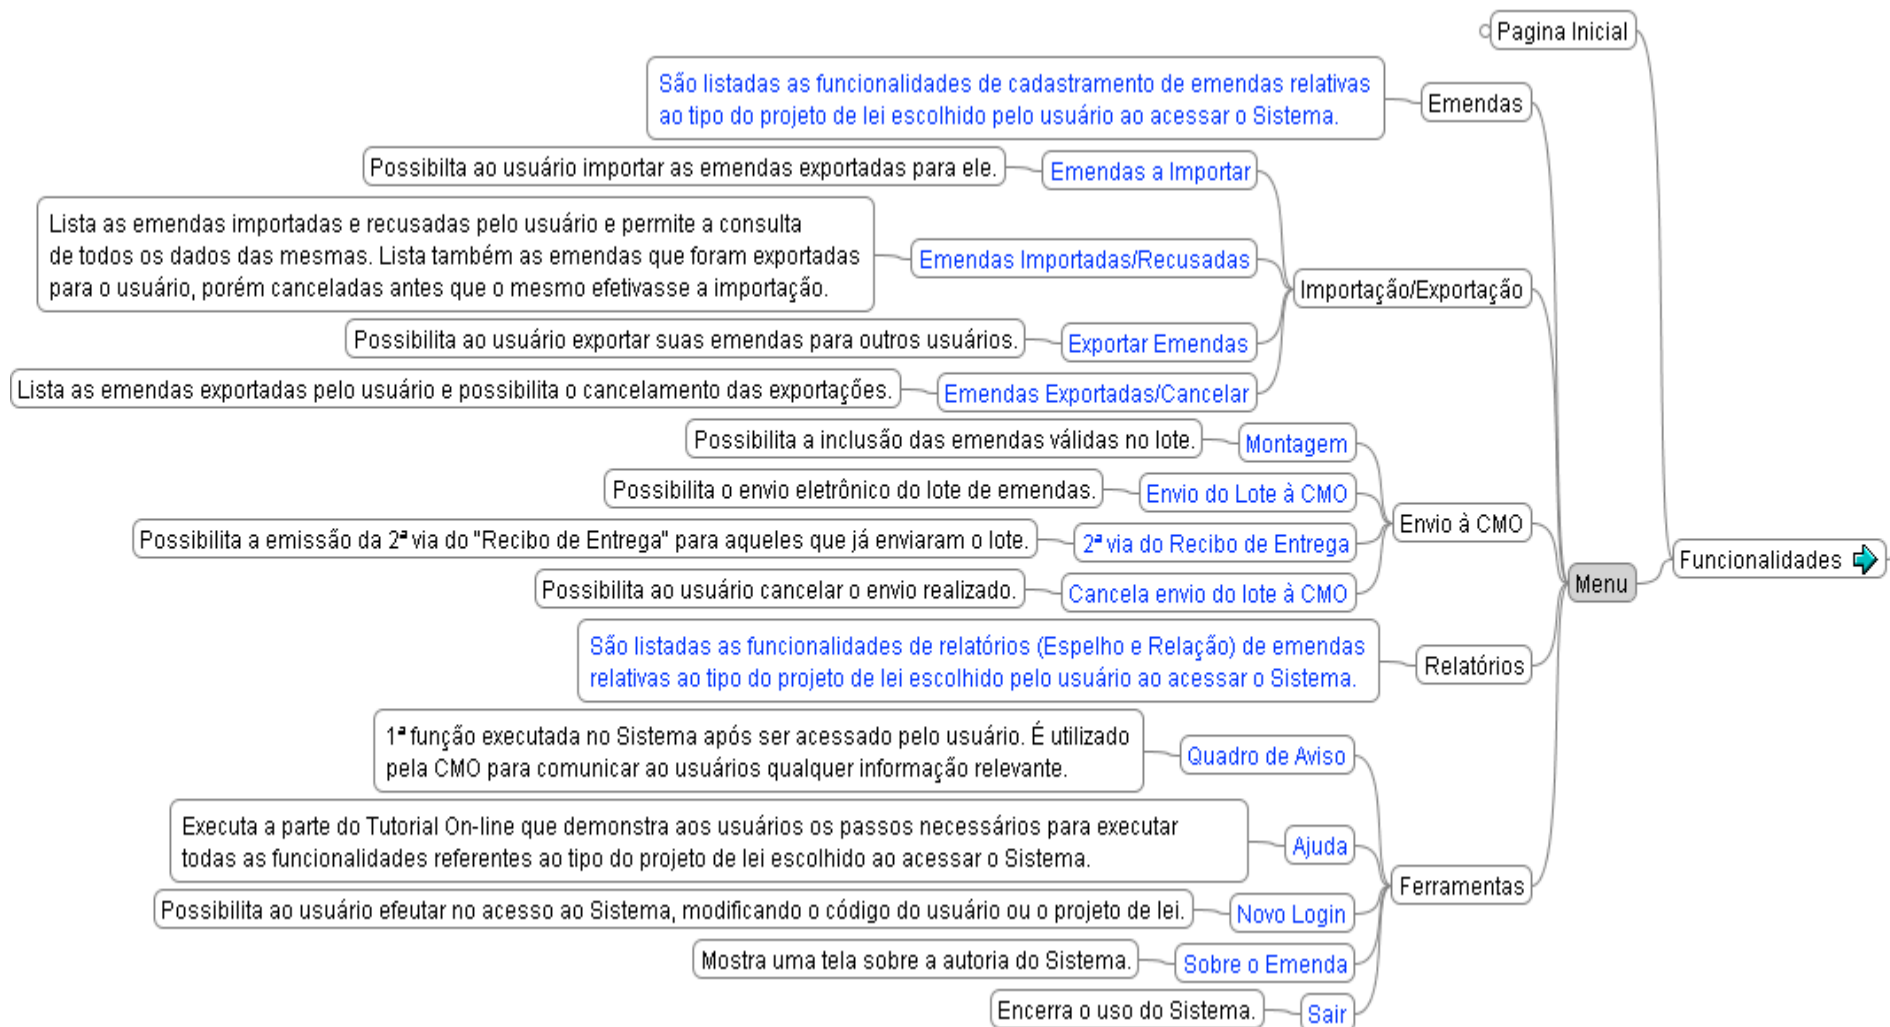 Pagina Inicial
São listadas as funcionalidades de cadastramento de emendas relativas
ao tipo do projeto de lei escolhido pelo usuário ao acessar o Sistema.
Emendas
Possibilta ao usuário importar as emendas exportadas para ele.
Emendas a Importar
Lista as emendas importadas e recusadas pelo usuário e permite a consulta
de todos os dados das mesmas. Lista também as emendas que foram exportadas
para o usuário, porém canceladas antes que o mesmo efetivasse a importação.
Emendas Importadas/Recusadas
Importação/Exportação
Possibilita ao usuário exportar suas emendas para outros usuários.
Exportar Emendas
Lista as emendas exportadas pelo usuário e possibilita o cancelamento das exportações.
Emendas Exportadas/Cancelar
Possibilita a inclusão das emendas válidas no lote.
Montagem
Possibilita o envio eletrônico do lote de emendas.
Envio do Lote à CMO
Envio à CMO
Possibilita a emissão da 2ª via do "Recibo de Entrega" para aqueles que já enviaram o lote.
2ª via do Recibo de Entrega
Possibilita ao usuário cancelar o envio realizado.
Cancela envio do lote à CMO
Funcionalidades
Menu
São listadas as funcionalidades de relatórios (Espelho e Relação) de emendas
relativas ao tipo do projeto de lei escolhido pelo usuário ao acessar o Sistema.
Relatórios
1ª função executada no Sistema após ser acessado pelo usuário. É utilizado
pela CMO para comunicar ao usuários qualquer informação relevante.
Quadro de Aviso
Executa a parte do Tutorial On-line que demonstra aos usuários os passos necessários para executar
todas as funcionalidades referentes ao tipo do projeto de lei escolhido ao acessar o Sistema.
Ajuda
Ferramentas
Possibilita ao usuário efeutar no acesso ao Sistema, modificando o código do usuário ou o projeto de lei.
Novo Login
Mostra uma tela sobre a autoria do Sistema.
Sobre o Emenda
Encerra o uso do Sistema.
Sair